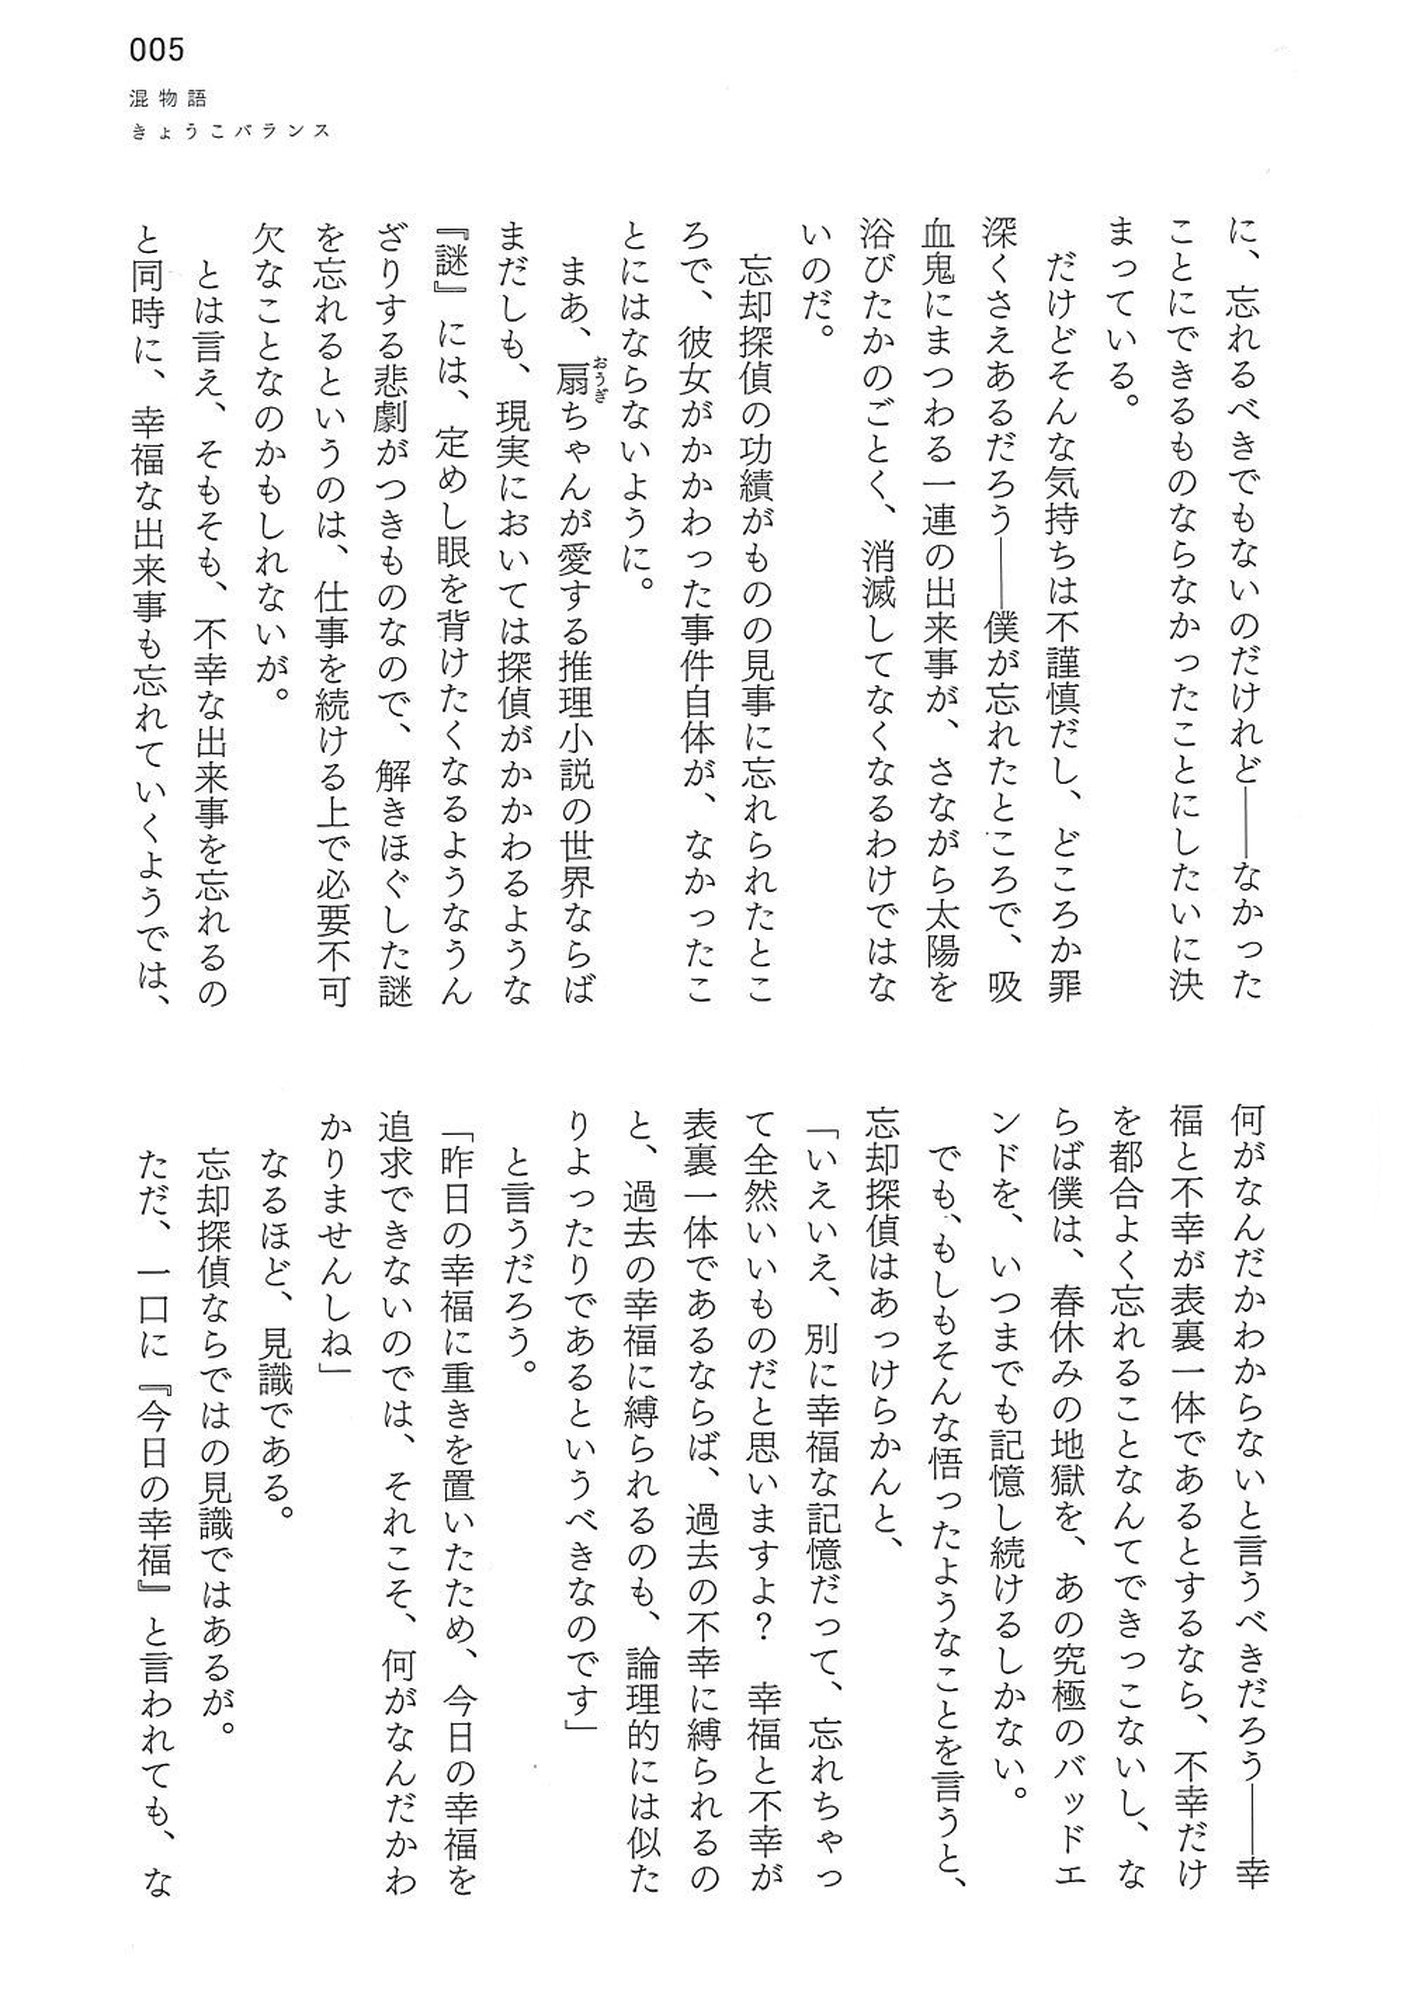 005
混物語
きょうこバランス
に、忘れるべきでもないのだけれど――なかった
ことにできるものならなかったことにしたいに決
まっている。
だけどそんな気持ちは不謹慎だし、どころか罪
深くさえあるだろう――僕が忘れたところで、吸
血鬼にまつわる一連の出来事が、さながら太陽を
浴びたかのごとく、消滅してなくなるわけではな
いのだ。
忘却探偵の功績がものの見事に忘れられたとこ
ろで、彼女がかかわった事件自体が、なかったこ
とにはならないように。
まあ、扇ちゃんが愛する推理小説の世界ならば
おうぎ
まだしも、現実においては探偵がかかわるような
『謎』には、定めし眼を背けたくなるようなうん
ざりする悲劇がつきものなので、解きほぐした謎
を忘れるというのは、仕事を続ける上で必要不可
欠なことなのかもしれないが。
とは言え、そもそも、不幸な出来事を忘れるの
と同時に、幸福な出来事も忘れていくようでは、
何がなんだかわからないと言うべきだろう――幸
福と不幸が表裏一体であるとするなら、不幸だけ
を都合よく忘れることなんてできっこないし、な
らば僕は、春休みの地獄を、あの究極のバッドエ
ンドを、いつまでも記憶し続けるしかない。
でも、もしもそんな悟ったようなことを言うと、
忘却探偵はあっけらかんと、
「いえいえ、別に幸福な記憶だって、忘れちゃっ
て全然いいものだと思いますよ？　幸福と不幸が
表裏一体であるならば、過去の不幸に縛られるの
と、過去の幸福に縛られるのも、論理的には似た
りよったりであるというべきなのです」
と言うだろう。
「昨日の幸福に重きを置いたため、今日の幸福を
追求できないのでは、それこそ、何がなんだかわ
かりませんしね」
なるほど、見識である。
忘却探偵ならではの見識ではあるが。
ただ、一口に『今日の幸福』と言われても、な